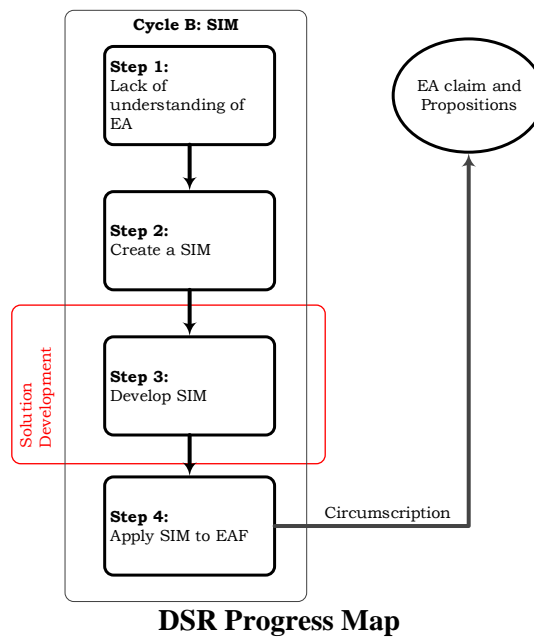 Cycle B: SIM
Step 1:
Lack of
understanding of
EA
EA claim and
Propositions
Step 2:
Create a SIM
Solution
Development
Step 3:
Develop SIM
Step 4:
Apply SIM to EAF
Circumscription
DSR Progress Map